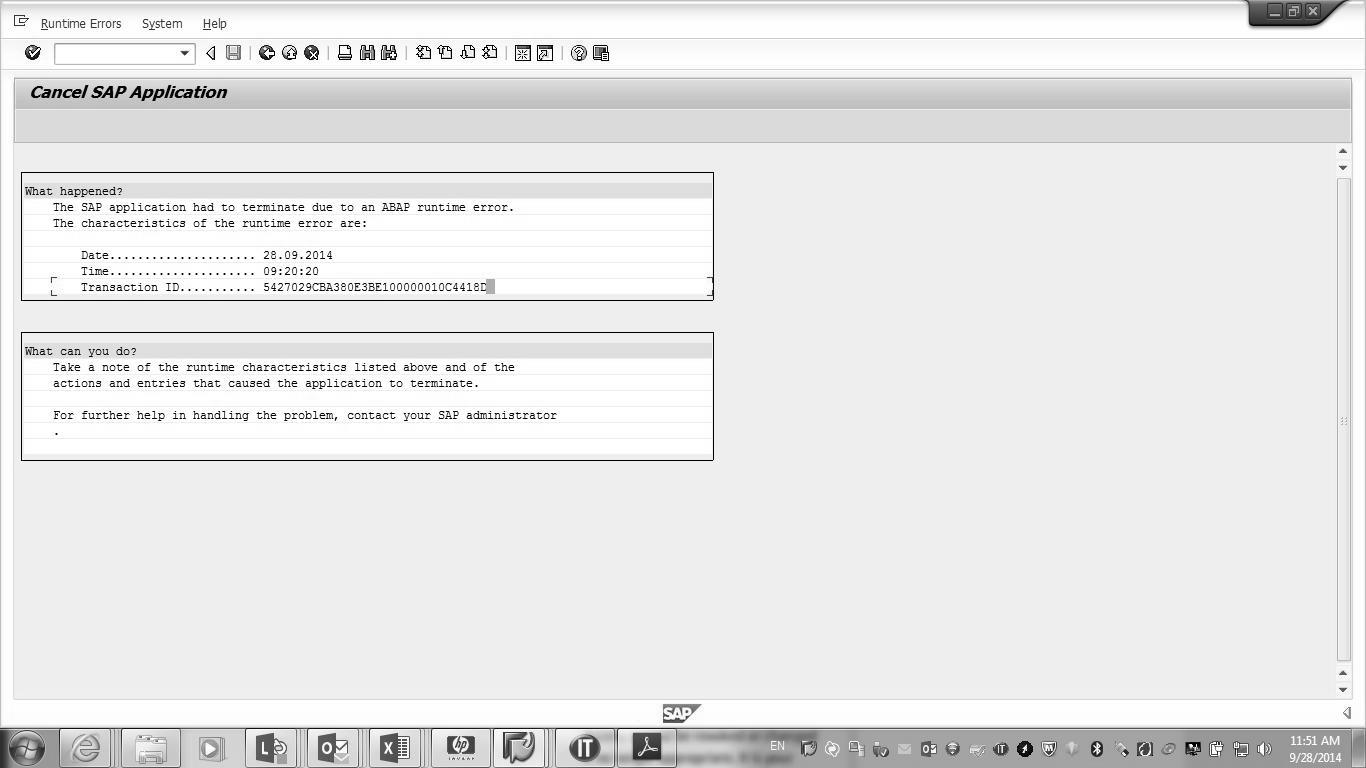 Runtime Errors System Help
Cancel SAP Application
What happened?
The SAP application had to terminate due to an ABAP runtime error.
The characteristics of the runtime error are:
Date..................... 28.09.2014
Time..................... 09:20:20
Transaction ID........... 5427029CBA380E3BE100000010C4418D
What can you do?
Take a note of the runtime characteristics listed above and of the
actions and entries that caused the application to terminate.
For further help in handling the problem, contact your SAP administrator
.
SAP
EN
11:51 AM
9/28/2014